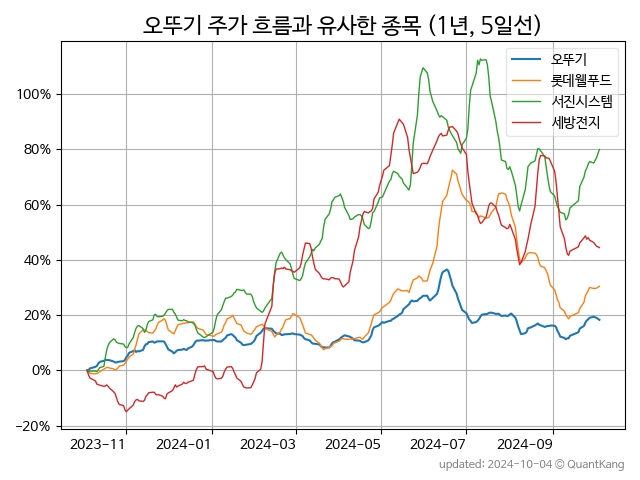 오뚜기 주가 흐름과 유사한 종목 (1년, 5일선)
오뚜기
롯데웰푸드
서진시스템
세방전지
100%
80%
60%
40%
20%
0%
−20%
2023−11
2024−01
2024−03
2024−05
2024−07
2024−09
updated: 2024-10-04 © QuantKang